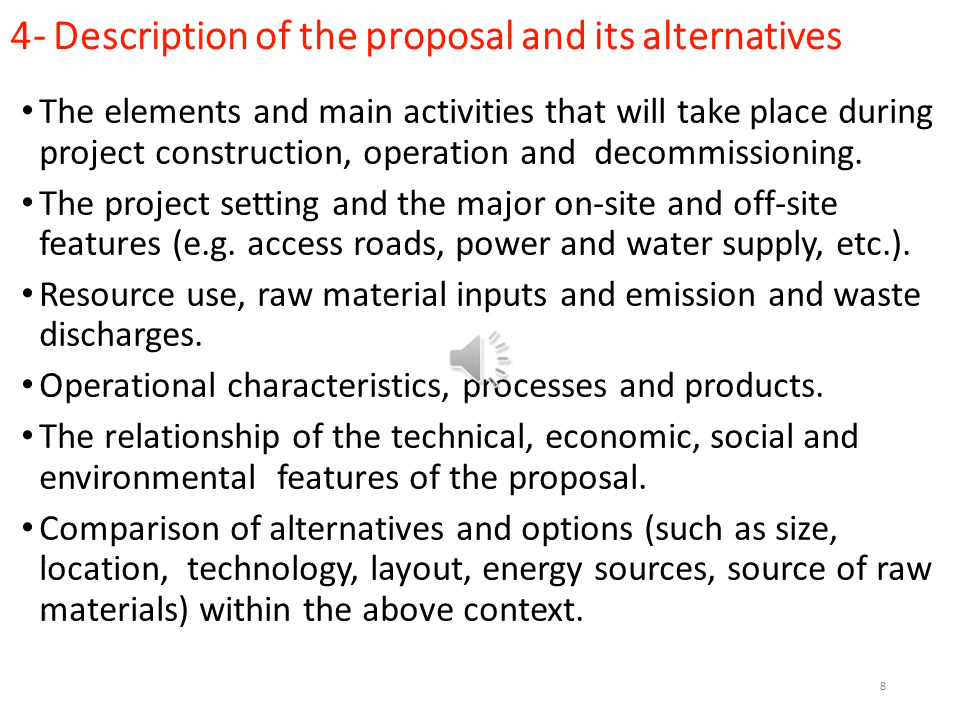 4- Description of the proposal and its alternatives
• The elements and main activities that will take place during
project construction, operation and decommissioning.
• The project setting and the major on-site and off-site
features (e.g. access roads, power and water supply, etc.).
• Resource use, raw material inputs and emission and waste
discharges.
• Operational characteristics, processes and products.
• The relationship of the technical, economic, social and
environmental features of the proposal.
• Comparison of alternatives and options (such as size,
location, technology, layout, energy sources, source of raw
materials) within the above context.
8